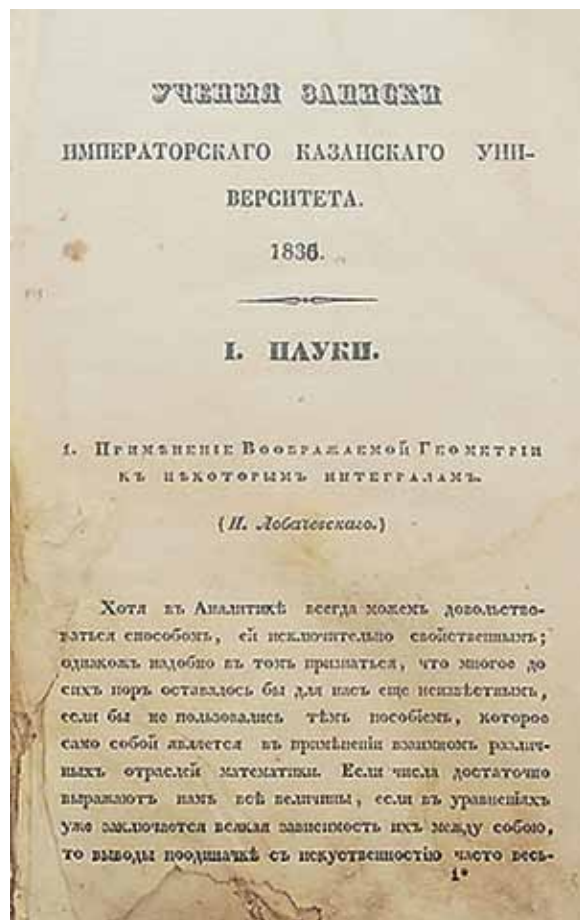 УЧЕНЫЯ ЗАПИСКИ
ИМПЕРАТОРСКАГО КАЗАНСКАГО УНИ-
ВЕРСИТЕТА.
1836.
I. НАУКИ.
1. ПРИМѢНЕНІЕ ВООБРАЖАЕМОЙ ГЕОМЕТРІИ
КЪ НѢКОТОРЫМЪ ИНТЕГРАЛАМЪ.
(Н. Лобачевскаго.)
Хотя въ Аналитикѣ всегда можемъ довольство-
ваться способомъ, ей исключительно свойственнымъ;
однакожъ надобно въ томъ признаться, что многое до
сихъ поръ оставалось бы для насъ еще неизвѣстнымъ,
если бы не пользовались тѣмъ пособіемъ, которое
само собой является въ примѣненіи взаимномъ различ-
ныхъ отраслей математики. Если числа достаточно
выражаютъ намъ всѣ величины, если въ уравненіяхъ
уже заключается всякая зависимость ихъ между собою,
то выводы поодиначкѣ съ искуственностію часто весь-
1*